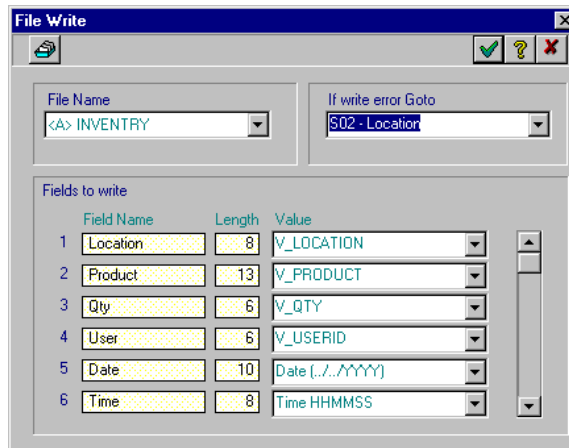 File Write
File Name
<A> INVENTRY
If write error Goto
S02 - Location
Fields to write
Field Name Length Value
1 Location 8 V_LOCATION
2 Product 13 V_PRODUCT
3 Qty 6 V_QTY
4 User 6 V_USERID
5 Date 10 Date (../../YYYY)
6 Time 8 Time HHMMSS